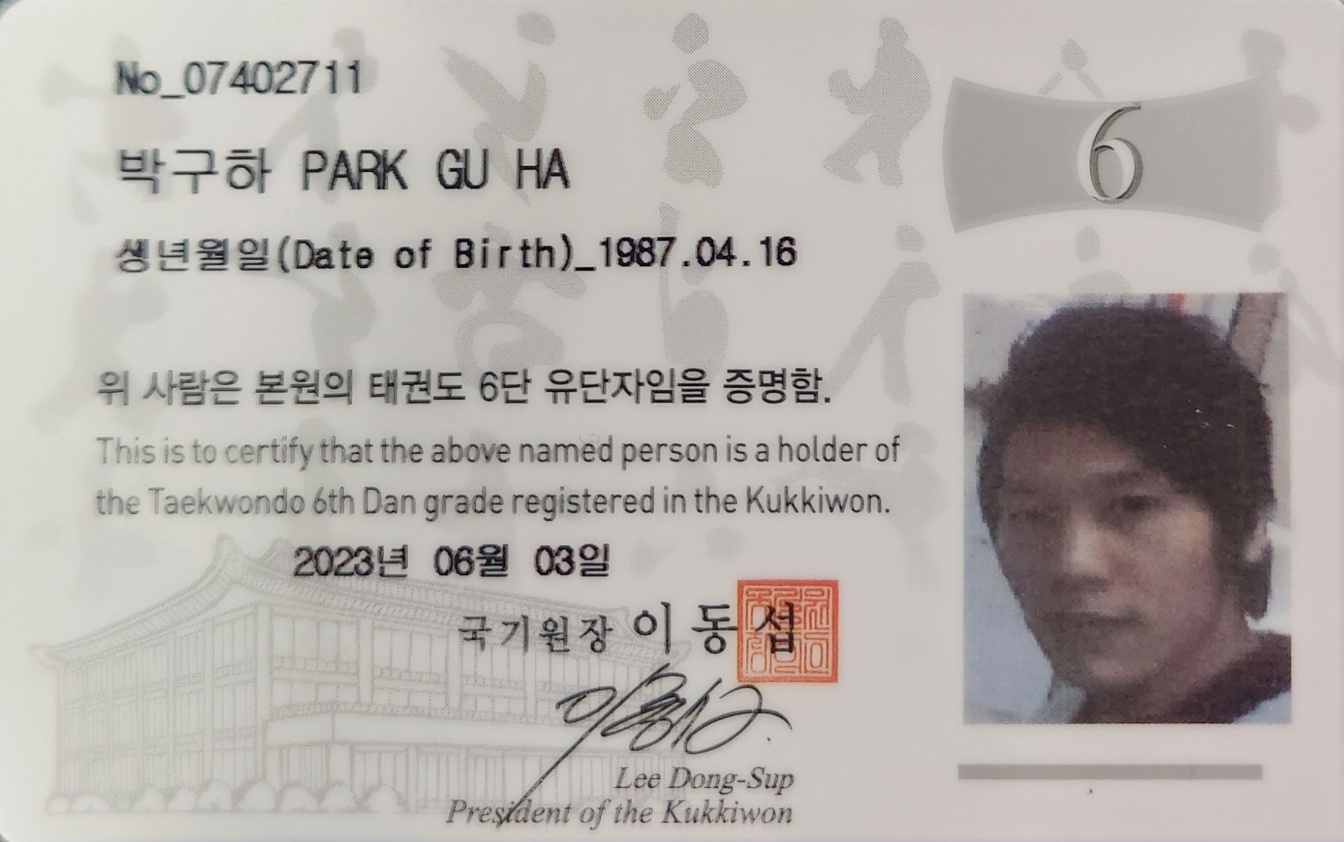 No_07402711
6
박구하 PARK GU HA
생년월일(Date of Birth)_1987.04.16
위 사람은 본원의 태권도 6단 유단자임을 증명함.
This is to certify that the above named person is a holder of
the Taekwondo 6th Dan grade registered in the Kukkiwon.
2023년 06월 03일
국기원장 이동섭
Lee Dong-Sup
President of the Kukkiwon